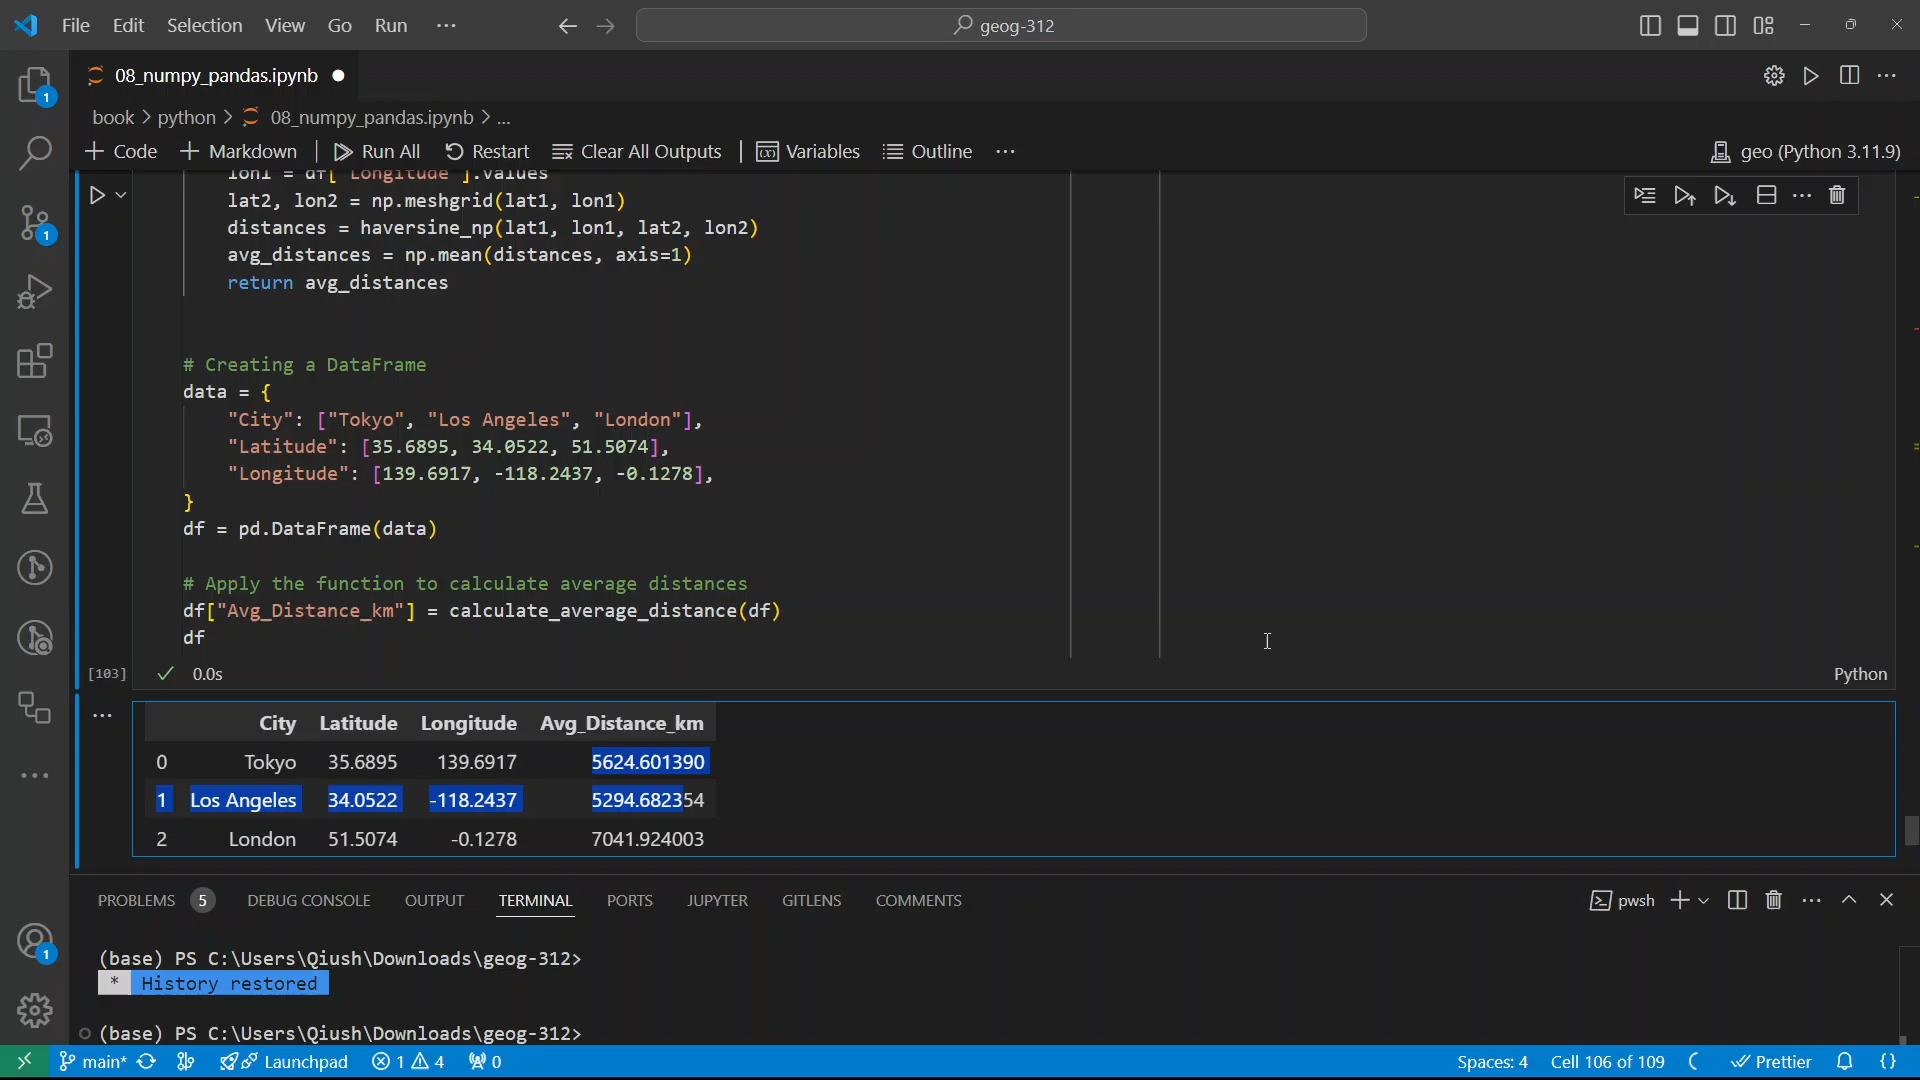 File Edit Selection View Go Run ... geog-312
08_numpy_pandas.ipynb
1
book > python > 08_numpy_pandas.ipynb > ...
+ Code + Markdown Run All Restart Clear All Outputs Variables Outline ... geo (Python 3.11.9)
lon1 = df["Longitude"].values
lat2, lon2 = np.meshgrid(lat1, lon1)
distances = haversine_np(lat1, lon1, lat2, lon2)
1
avg_distances = np.mean(distances, axis=1)
return avg_distances
# Creating a DataFrame
data = {
"City": ["Tokyo", "Los Angeles", "London"],
"Latitude": [35.6895, 34.0522, 51.5074],
"Longitude": [139.6917, -118.2437, -0.1278],
}
df = pd.DataFrame(data)
# Apply the function to calculate average distances
df["Avg_Distance_km"] = calculate_average_distance(df)
df
[103] 0.0s Python
... City Latitude Longitude Avg_Distance_km
0 Tokyo 35.6895 139.6917 5624.601390
1 Los Angeles 34.0522 -118.2437 5294.682354
2 London 51.5074 -0.1278 7041.924003
PROBLEMS 5 DEBUG CONSOLE OUTPUT TERMINAL PORTS JUPYTER GITLENS COMMENTS pwsh
1
(base) PS C:\Users\Qiush\Downloads\geog-312>
* History restored
(base) PS C:\Users\Qiush\Downloads\geog-312>
main* Launchpad 1 4 0 Spaces: 4 Cell 106 of 109 Prettier {}